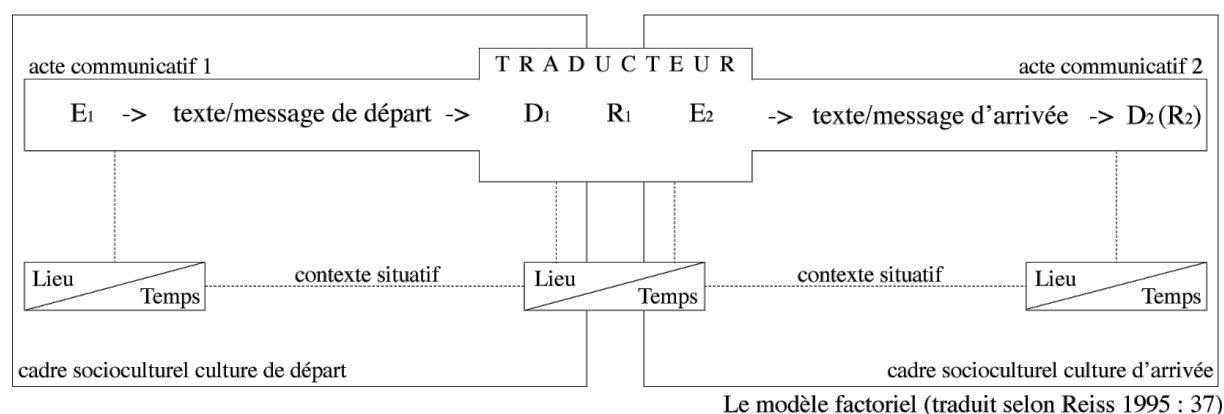 T R A D U C T E U R
acte communicatif 1
acte communicatif 2
E1 -> texte/message de départ -> D1 R1 E2 -> texte/message d’arrivée -> D2 (R2)
Lieu
Temps
contexte situatif
Lieu
Temps
contexte situatif
Lieu
Temps
cadre socioculturel culture de départ
cadre socioculturel culture d’arrivée
Le modèle factoriel (traduit selon Reiss 1995 : 37)